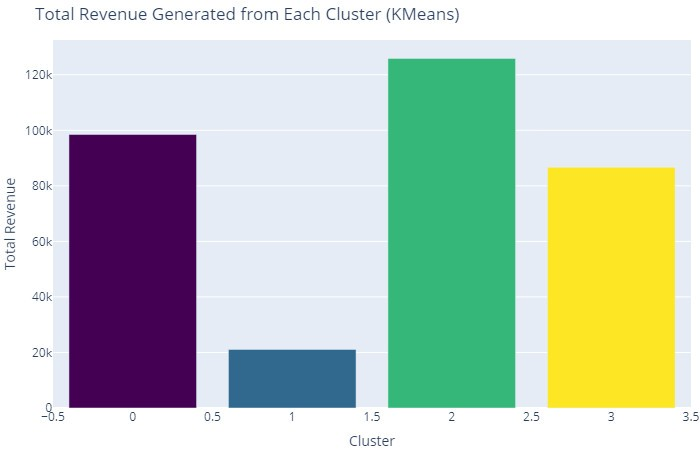 Total Revenue Generated from Each Cluster (KMeans)
120k
100k
80k
60k
40k
20k
0
Total Revenue
−0.5 0 0.5 1 1.5 2 2.5 3 3.5
Cluster